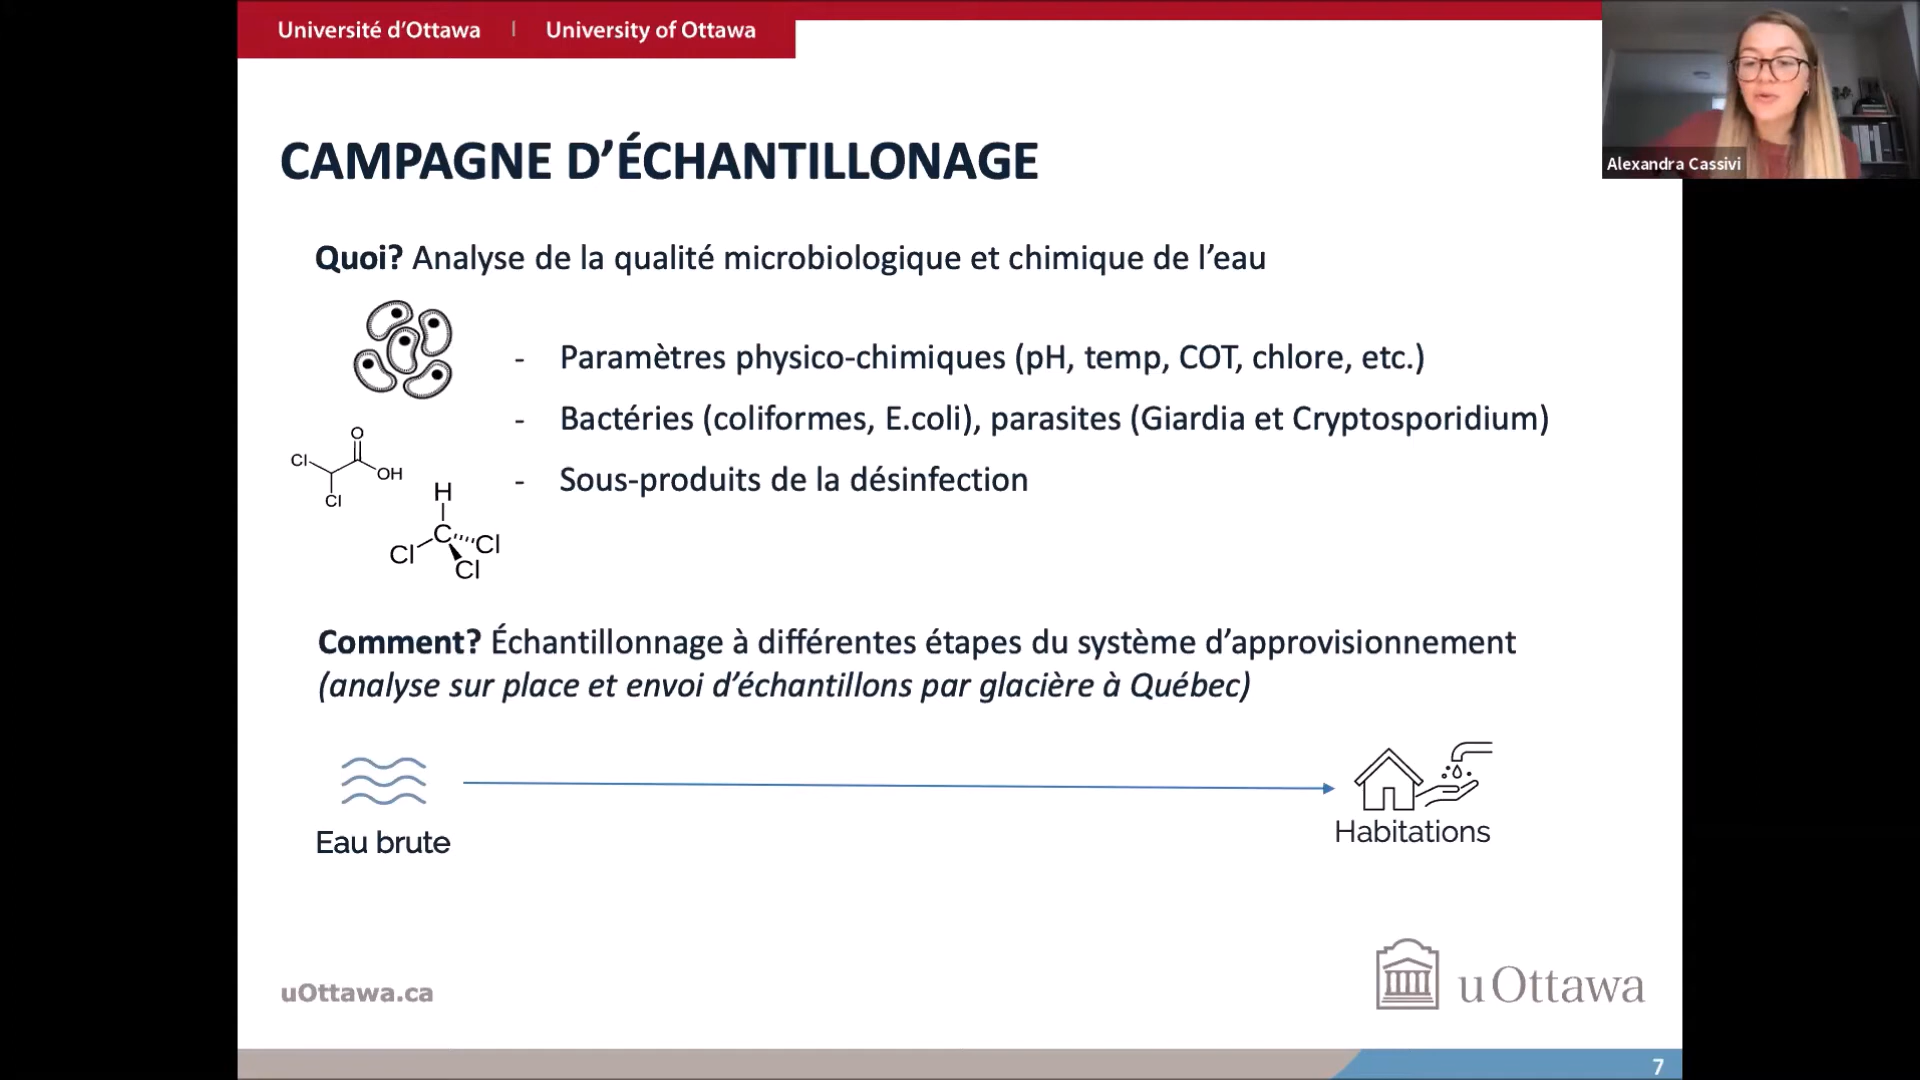 Université d'Ottawa | University of Ottawa
Alexandra Cassivi
CAMPAGNE D'ÉCHANTILLONAGE
Quoi? Analyse de la qualité microbiologique et chimique de l'eau
- Paramètres physico-chimiques (pH, temp, COT, chlore, etc.)
- Bactéries (coliformes, E.coli), parasites (Giardia et Cryptosporidium)
- Sous-produits de la désinfection
O
Cl
OH
Cl
H
C
Cl
Cl
Cl
Comment? Échantillonnage à différentes étapes du système d'approvisionnement
(analyse sur place et envoi d'échantillons par glacière à Québec)
Eau brute
Habitations
uOttawa.ca
uOttawa
7